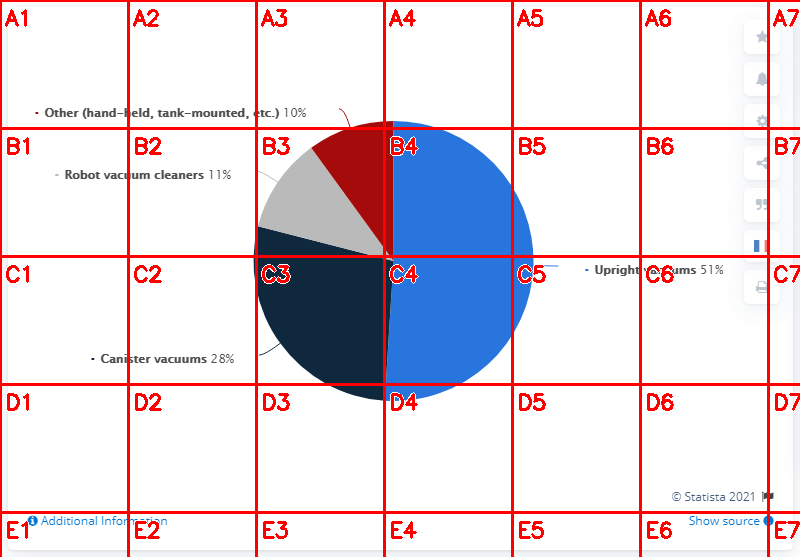 A1 A2 A3 A4 A5 A6 A7
Other (hand-held, tank-mounted, etc.) 10%
B1 B2 B3 B4 B5 B6 B7
Robot vacuum cleaners 11%
C1 C2 C3 C4 C5 C6 C7
Upright vacuums 51%
Canister vacuums 28%
D1 D2 D3 D4 D5 D6 D7
© Statista 2021
Additional Information
Show source
E1 E2 E3 E4 E5 E6 E7